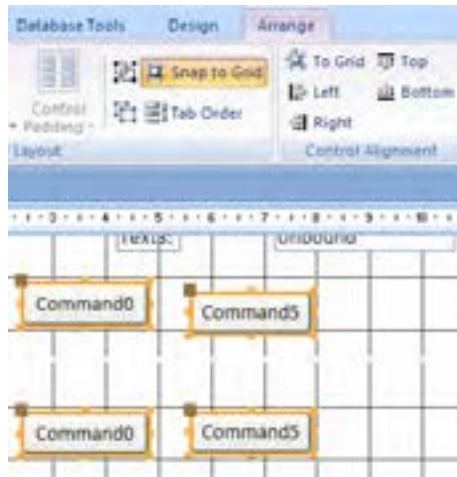 Database Tools Design Arrange
Snap to Grid
To Grid Top
Control Padding
Tab Order
Left Bottom
Right
Layout Control Alignment
3 4 5 6 7 8 9 10
Unbound
Command0 Command5
Command0 Command5